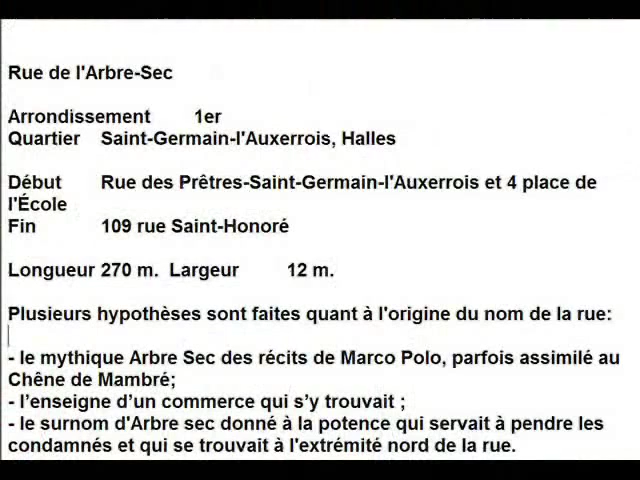 Rue de l'Arbre-Sec
Arrondissement 1er
Quartier Saint-Germain-l'Auxerrois, Halles
Début Rue des Prêtres-Saint-Germain-l'Auxerrois et 4 place de
l'École
Fin 109 rue Saint-Honoré
Longueur 270 m. Largeur 12 m.
Plusieurs hypothèses sont faites quant à l'origine du nom de la rue:
- le mythique Arbre Sec des récits de Marco Polo, parfois assimilé au
Chêne de Mambré;
- l’enseigne d’un commerce qui s’y trouvait ;
- le surnom d'Arbre sec donné à la potence qui servait à pendre les
condamnés et qui se trouvait à l'extrémité nord de la rue.